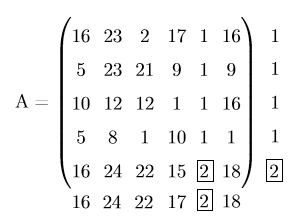 16 23 2 17 1 16 1
5 23 21 9 1 9 1
A = 10 12 12 1 1 16 1
5 8 1 10 1 1 1
16 24 22 15 2 18 2
16 24 22 17 2 18